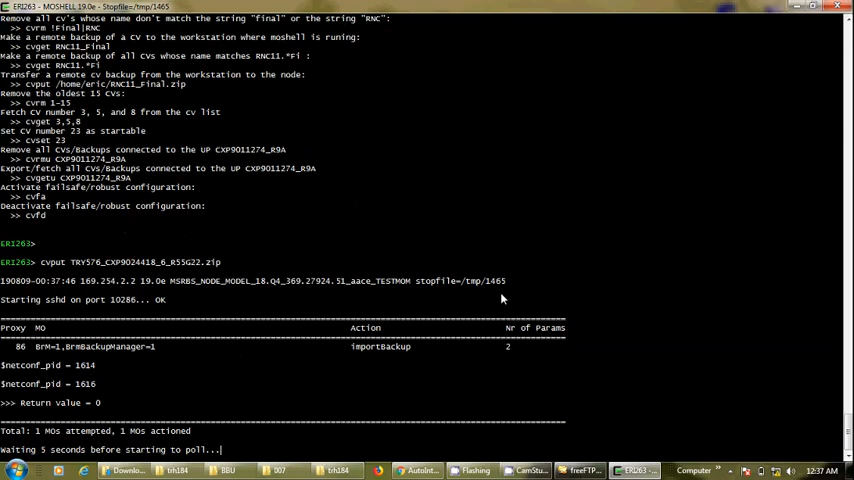 ERI263 - MOSHELL 19.0e - Stopfile=/tmp/1465
Remove all cv's whose name don't match the string "final" or the string "RNC":
>> cvrm !Final|RNC
Make a remote backup of a CV to the workstation where moshell is runing:
>> cvget RNC11_Final
Make a remote backup of all CVs whose name matches RNC11.*Fi :
>> cvget RNC11.*Fi
Transfer a remote cv backup from the workstation to the node:
>> cvput /home/eric/RNC11_Final.zip
Remove the oldest 15 CVs:
>> cvrm 1-15
Fetch CV number 3, 5, and 8 from the cv list
>> cvget 3,5,8
Set CV number 23 as startable
>> cvset 23
Remove all CVs/Backups connected to the UP CXP9011274_R9A
>> cvrmu CXP9011274_R9A
Export/fetch all CVs/Backups connected to the UP CXP9011274_R9A
>> cvgetu CXP9011274_R9A
Activate failsafe/robust configuration:
>> cvfa
Deactivate failsafe/robust configuration:
>> cvfd
ERI263>
ERI263> cvput TRY576_CXP9024418_6_R55G22.zip
190809-00:37:46 169.254.2.2 19.0e MSRBS_NODE_MODEL_18.Q4_369.27924.51_aace_TESTMOM stopfile=/tmp/1465
Starting sshd on port 10286... OK
=================================================================================================================
Proxy MO Action Nr of Params
=================================================================================================================
86 BrM=1,BrmBackupManager=1 importBackup 2
$netconf_pid = 1614
$netconf_pid = 1616
>>> Return value = 0
=================================================================================================================
Total: 1 MOs attempted, 1 MOs actioned
Waiting 5 seconds before starting to poll...
Downlo... trh184 BBU 007 trh184 AutoInt... Flashing CamStu... freeFTP... ERI263 -... Computer » 12:37 AM